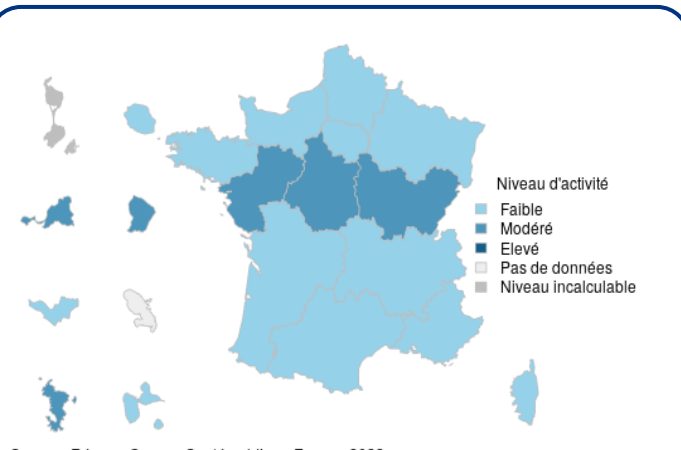 Niveau d'activité
Faible
Modéré
Elevé
Pas de données
Niveau incalculable